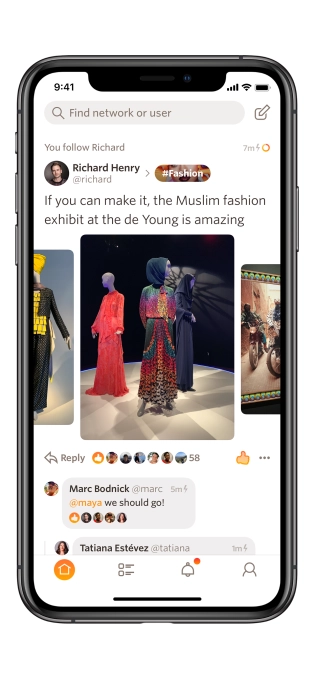 9:41
Find network or user
You follow Richard 7m
Richard Henry
@richard
#Fashion
If you can make it, the Muslim fashion
exhibit at the de Young is amazing
Reply 58
Marc Bodnick @marc 5m
@maya we should go!
Tatiana Estévez @tatiana 1m